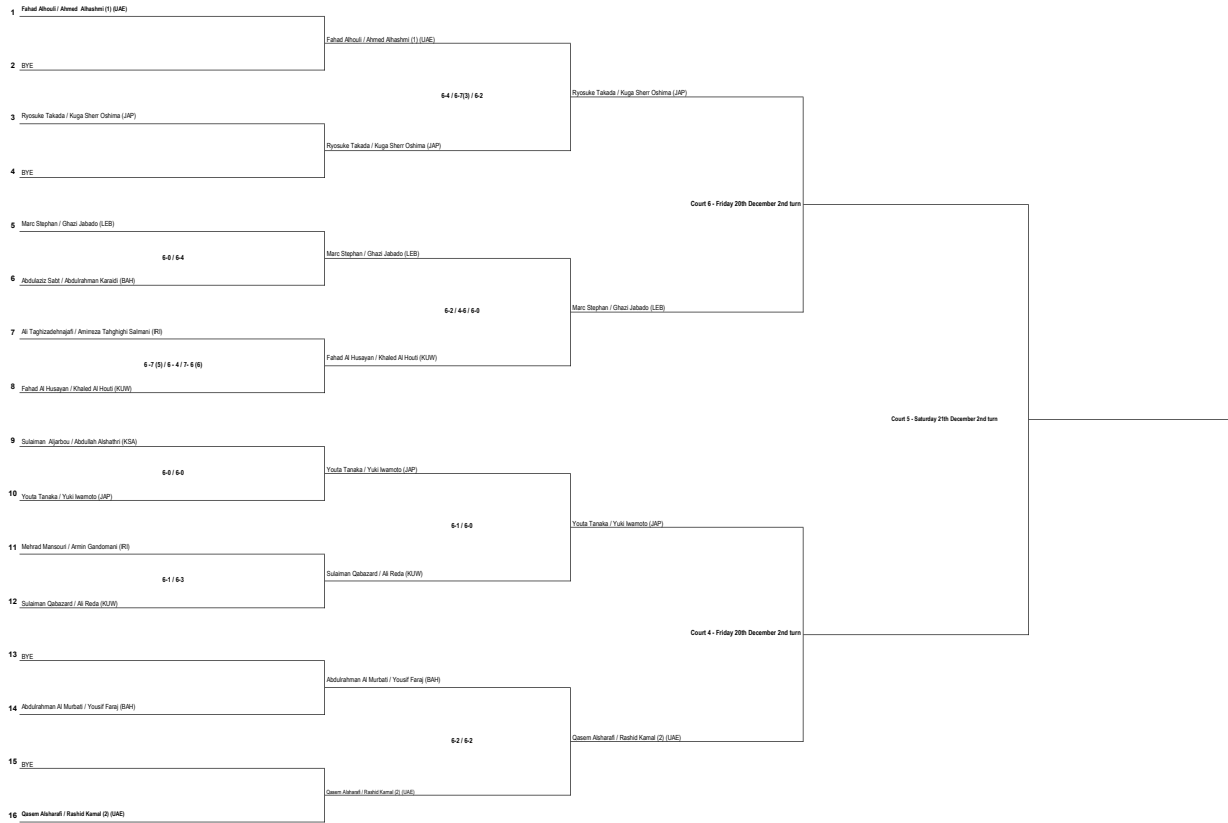 1 Fahad Alhouli / Ahmed Alhashmi (1) (UAE)
Fahad Alhouli / Ahmed Alhashmi (1) (UAE)
2 BYE
6-4 / 6-7(3) / 6-2
Ryosuke Takada / Kuga Sherr Oshima (JAP)
3 Ryosuke Takada / Kuga Sherr Oshima (JAP)
Ryosuke Takada / Kuga Sherr Oshima (JAP)
4 BYE
Court 6 - Friday 20th December 2nd turn
5 Marc Stephan / Ghazi Jabado (LEB)
6-0 / 6-4
Marc Stephan / Ghazi Jabado (LEB)
6 Abdulaziz Sabt / Abdulrahman Karaidi (BAH)
6-2 / 4-6 / 6-0
Marc Stephan / Ghazi Jabado (LEB)
7 Ali Taghizadehnajafi / Amirreza Tahghighi Salmani (IRI)
6 -7 (5) / 6 - 4 / 7- 6 (6)
Fahad Al Husayan / Khaled Al Houti (KUW)
8 Fahad Al Husayan / Khaled Al Houti (KUW)
Court 5 - Saturday 21th December 2nd turn
9 Sulaiman Aljarbou / Abdullah Alshathri (KSA)
6-0 / 6-0
Youta Tanaka / Yuki Iwamoto (JAP)
10 Youta Tanaka / Yuki Iwamoto (JAP)
6-1 / 6-0
Youta Tanaka / Yuki Iwamoto (JAP)
11 Mehrad Mansouri / Armin Gandomani (IRI)
6-1 / 6-3
Sulaiman Qabazard / Ali Reda (KUW)
12 Sulaiman Qabazard / Ali Reda (KUW)
Court 4 - Friday 20th December 2nd turn
13 BYE
Abdulrahman Al Murbati / Yousif Faraj (BAH)
14 Abdulrahman Al Murbati / Yousif Faraj (BAH)
6-2 / 6-2
Qasem Alsharafi / Rashid Kamal (2) (UAE)
15 BYE
Qasem Alsharafi / Rashid Kamal (2) (UAE)
16 Qasem Alsharafi / Rashid Kamal (2) (UAE)